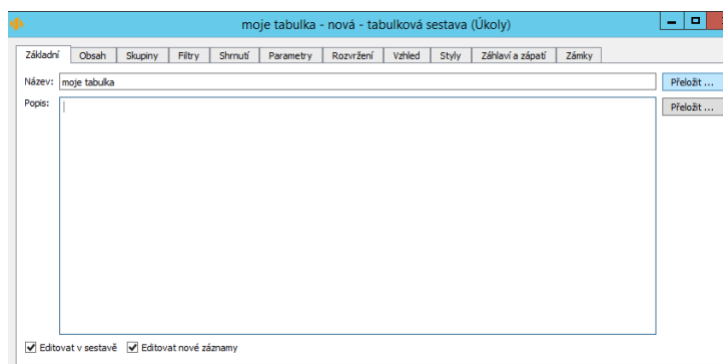 moje tabulka - nová - tabulková sestava (Úkoly)
Základní Obsah Skupiny Filtry Shrnutí Parametry Rozvržení Vzhled Styly Záhlaví a zápatí Zámky
Název: moje tabulka Přeložit ...
Popis: Přeložit ...
Editovat v sestavě Editovat nové záznamy